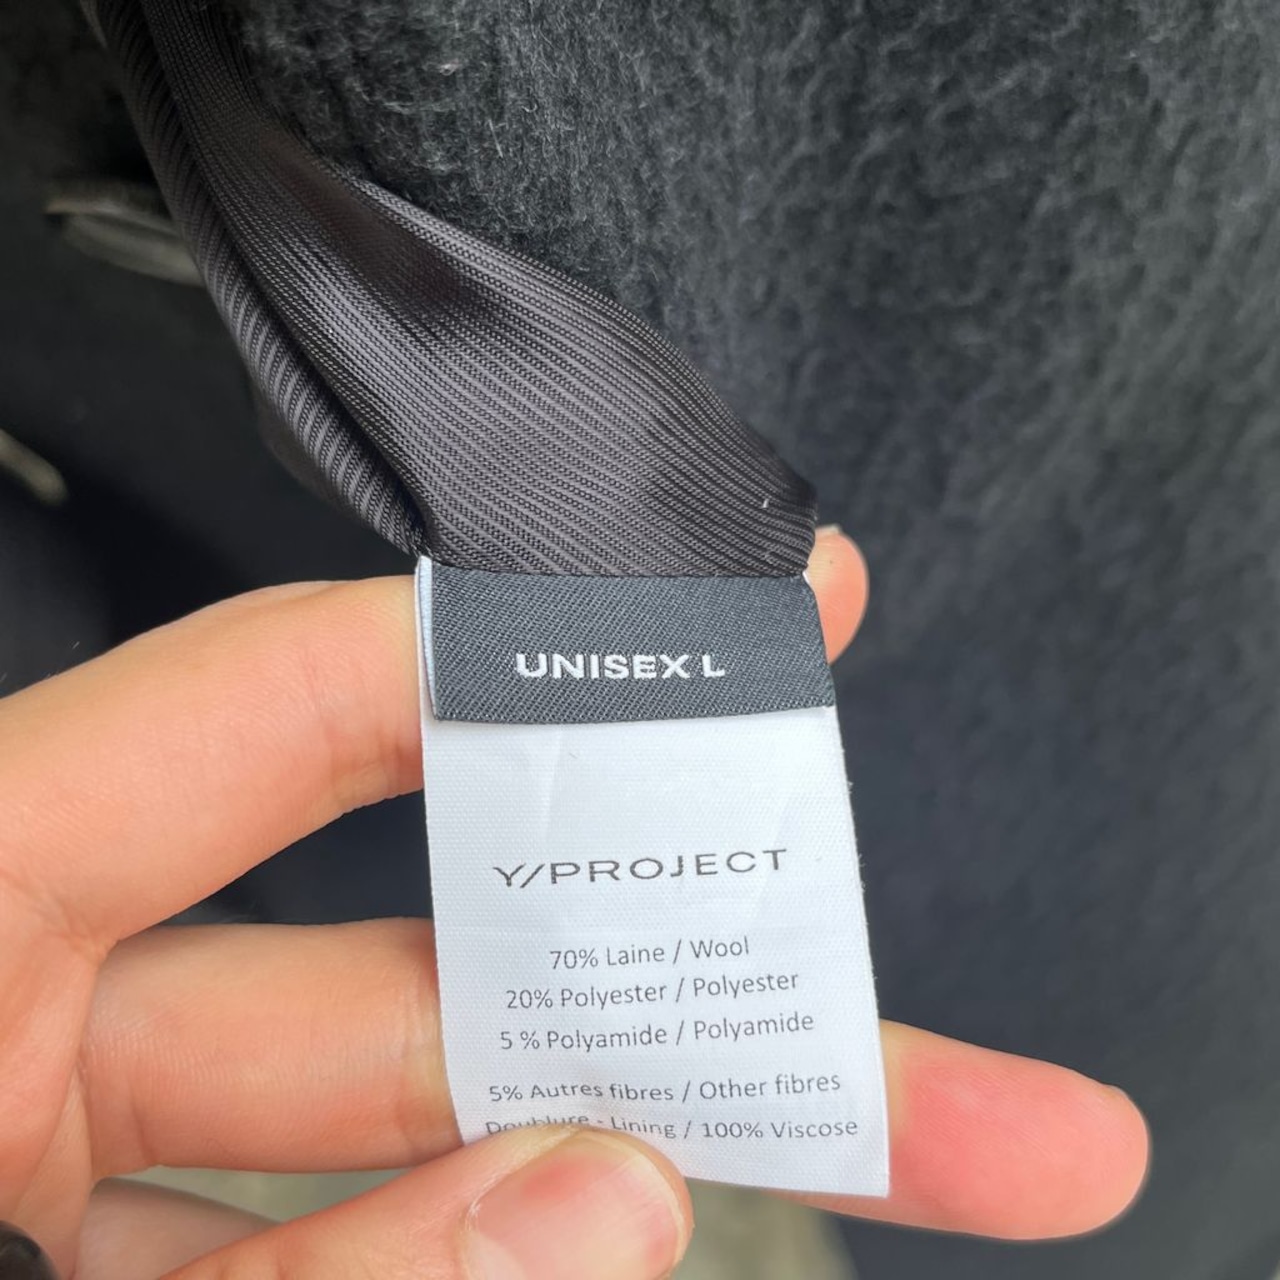 UNISEX L
Y/PROJECT
70% Laine / Wool
20% Polyester / Polyester
5 % Polyamide / Polyamide
5% Autres fibres / Other fibres
Doublure - Lining / 100% Viscose